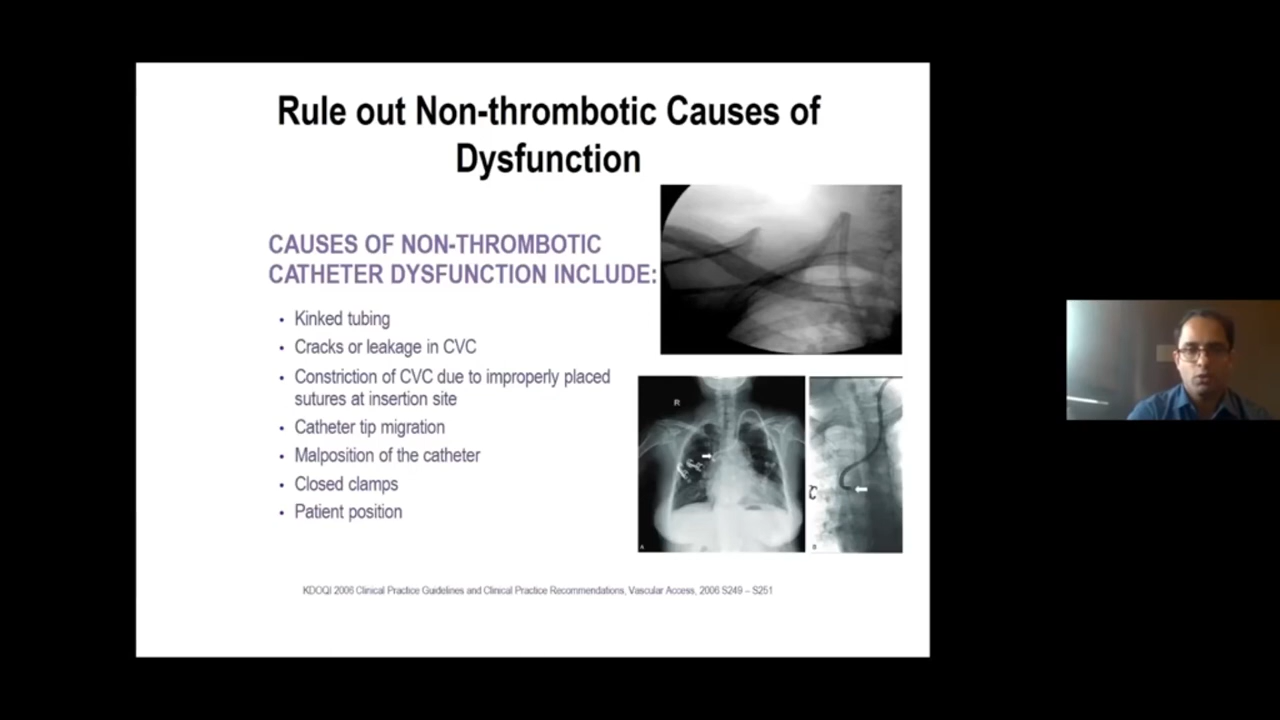 Rule out Non-thrombotic Causes of
Dysfunction
CAUSES OF NON-THROMBOTIC
CATHETER DYSFUNCTION INCLUDE:
• Kinked tubing
• Cracks or leakage in CVC
• Constriction of CVC due to improperly placed
sutures at insertion site
• Catheter tip migration
• Malposition of the catheter
• Closed clamps
• Patient position
R
A
B
KDOQI 2006 Clinical Practice Guidelines and Clinical Practice Recommendations, Vascular Access, 2006 S249 – S251